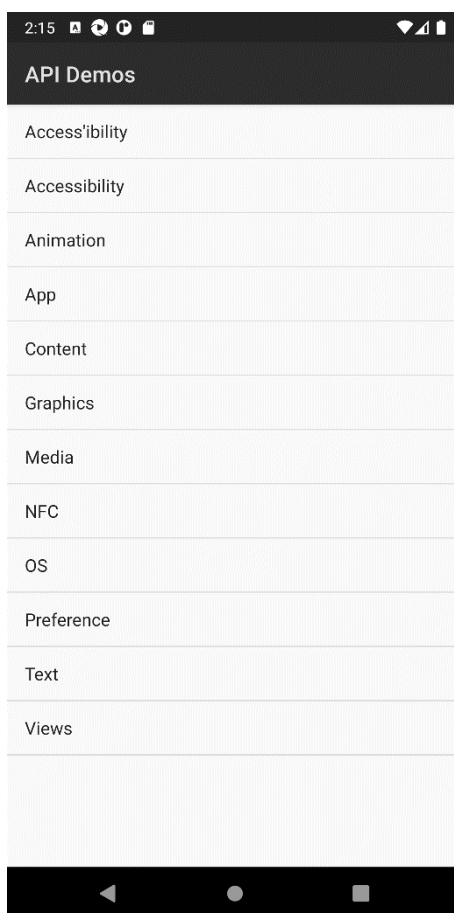 2:15
API Demos
Access'ibility
Accessibility
Animation
App
Content
Graphics
Media
NFC
OS
Preference
Text
Views